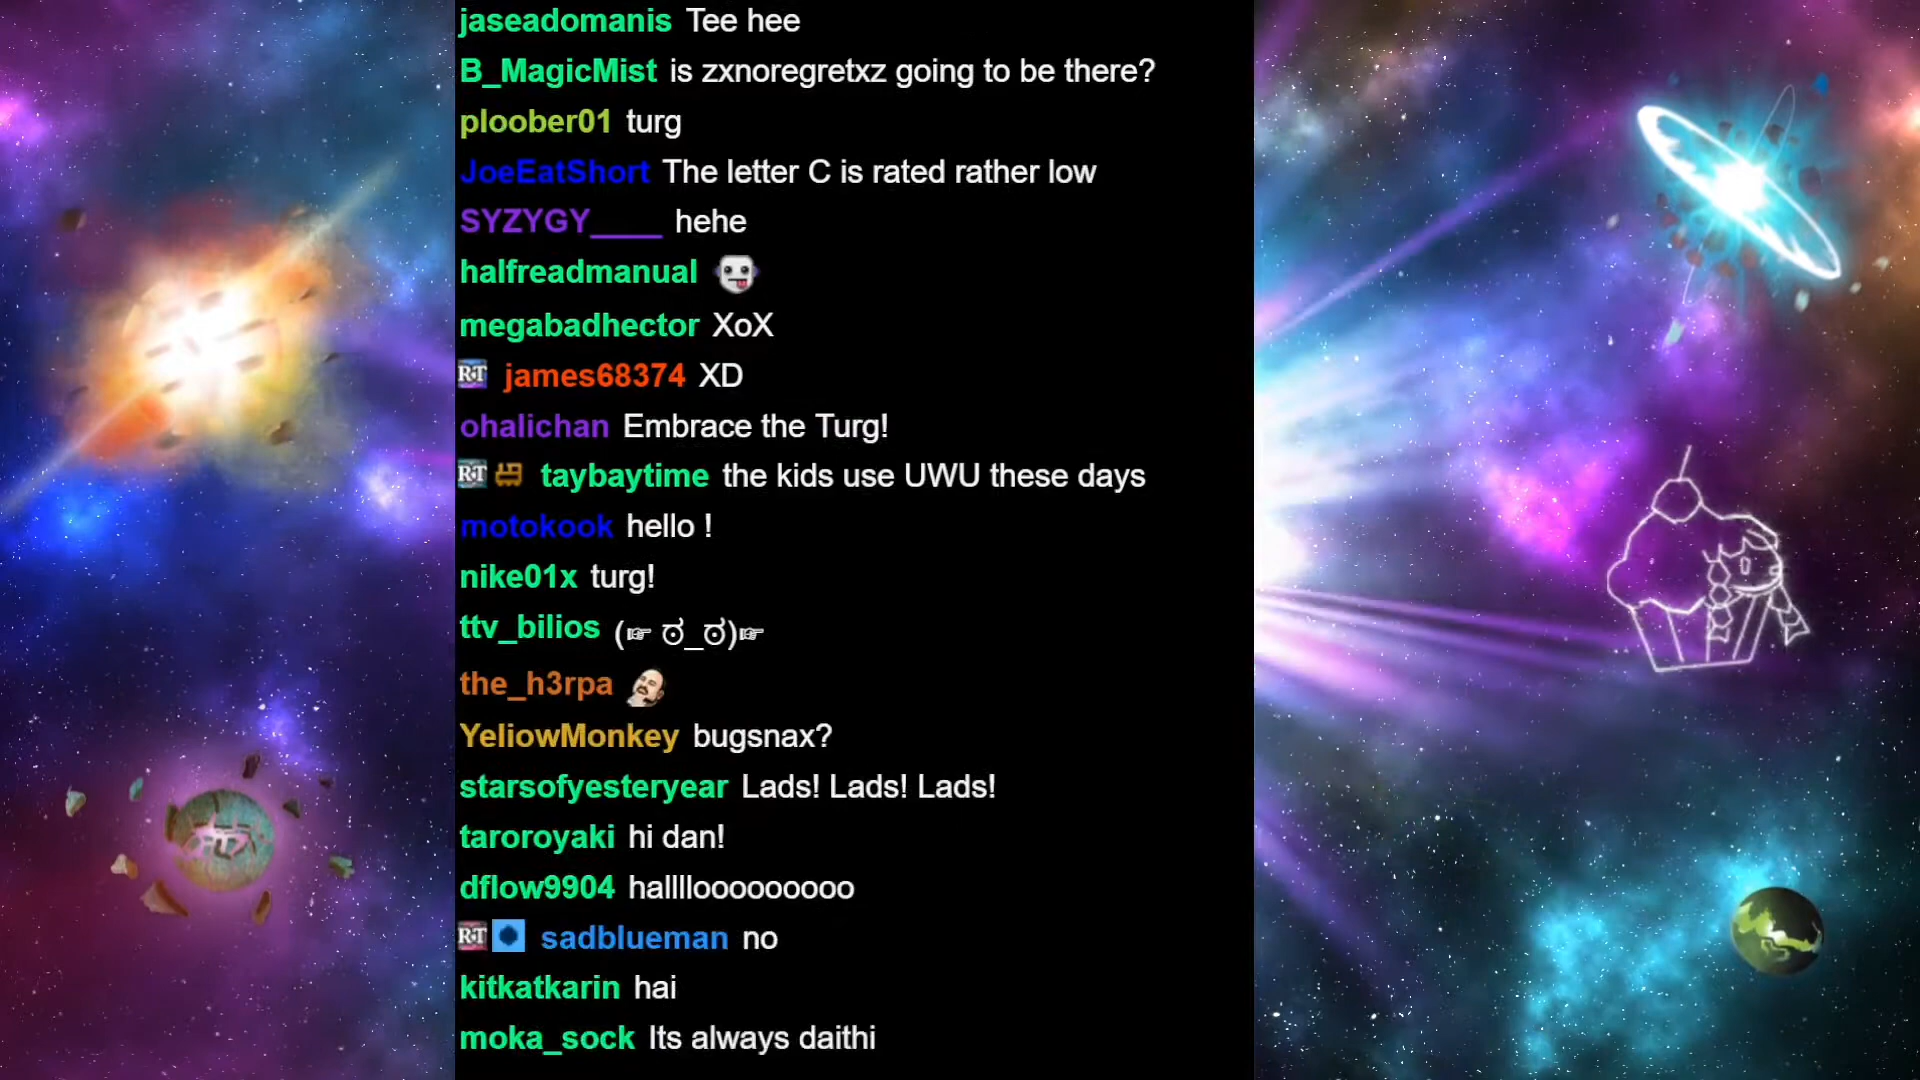 jaseadomanis Tee hee
B_MagicMist is zxnoregretxz going to be there?
ploober01 turg
JoeEatShort The letter C is rated rather low
SYZYGY____ hehe
halfreadmanual
megabadhector XoX
RT james68374 XD
ohalichan Embrace the Turg!
RT taybaytime the kids use UWU these days
motokook hello !
nike01x turg!
ttv_bilios (☞ ಠ_ಠ)☞
the_h3rpa
YeliowMonkey bugsnax?
starsofyesteryear Lads! Lads! Lads!
taroroyaki hi dan!
dflow9904 hallllooooooooo
RT sadblueman no
kitkatkarin hai
moka_sock Its always daithi